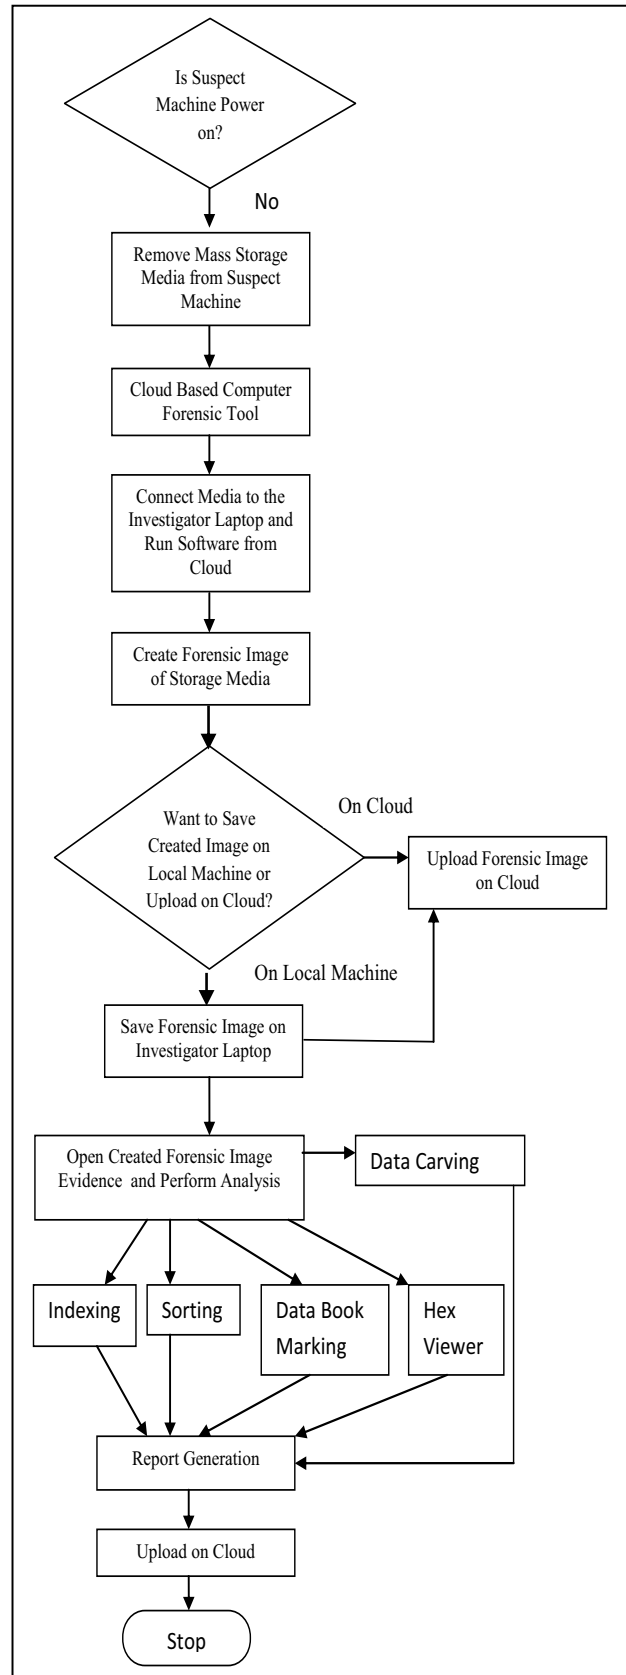 Is Suspect
Machine Power
on?
No
Remove Mass Storage
Media from Suspect
Machine
Cloud Based Computer
Forensic Tool
Connect Media to the
Investigator Laptop and
Run Software from
Cloud
Create Forensic Image
of Storage Media
On Cloud
Want to Save
Created Image on
Local Machine or
Upload on Cloud?
Upload Forensic Image
on Cloud
On Local Machine
Save Forensic Image on
Investigator Laptop
Open Created Forensic Image
Evidence and Perform Analysis
Data Carving
Indexing
Sorting
Data Book
Marking
Hex
Viewer
Report Generation
Upload on Cloud
Stop